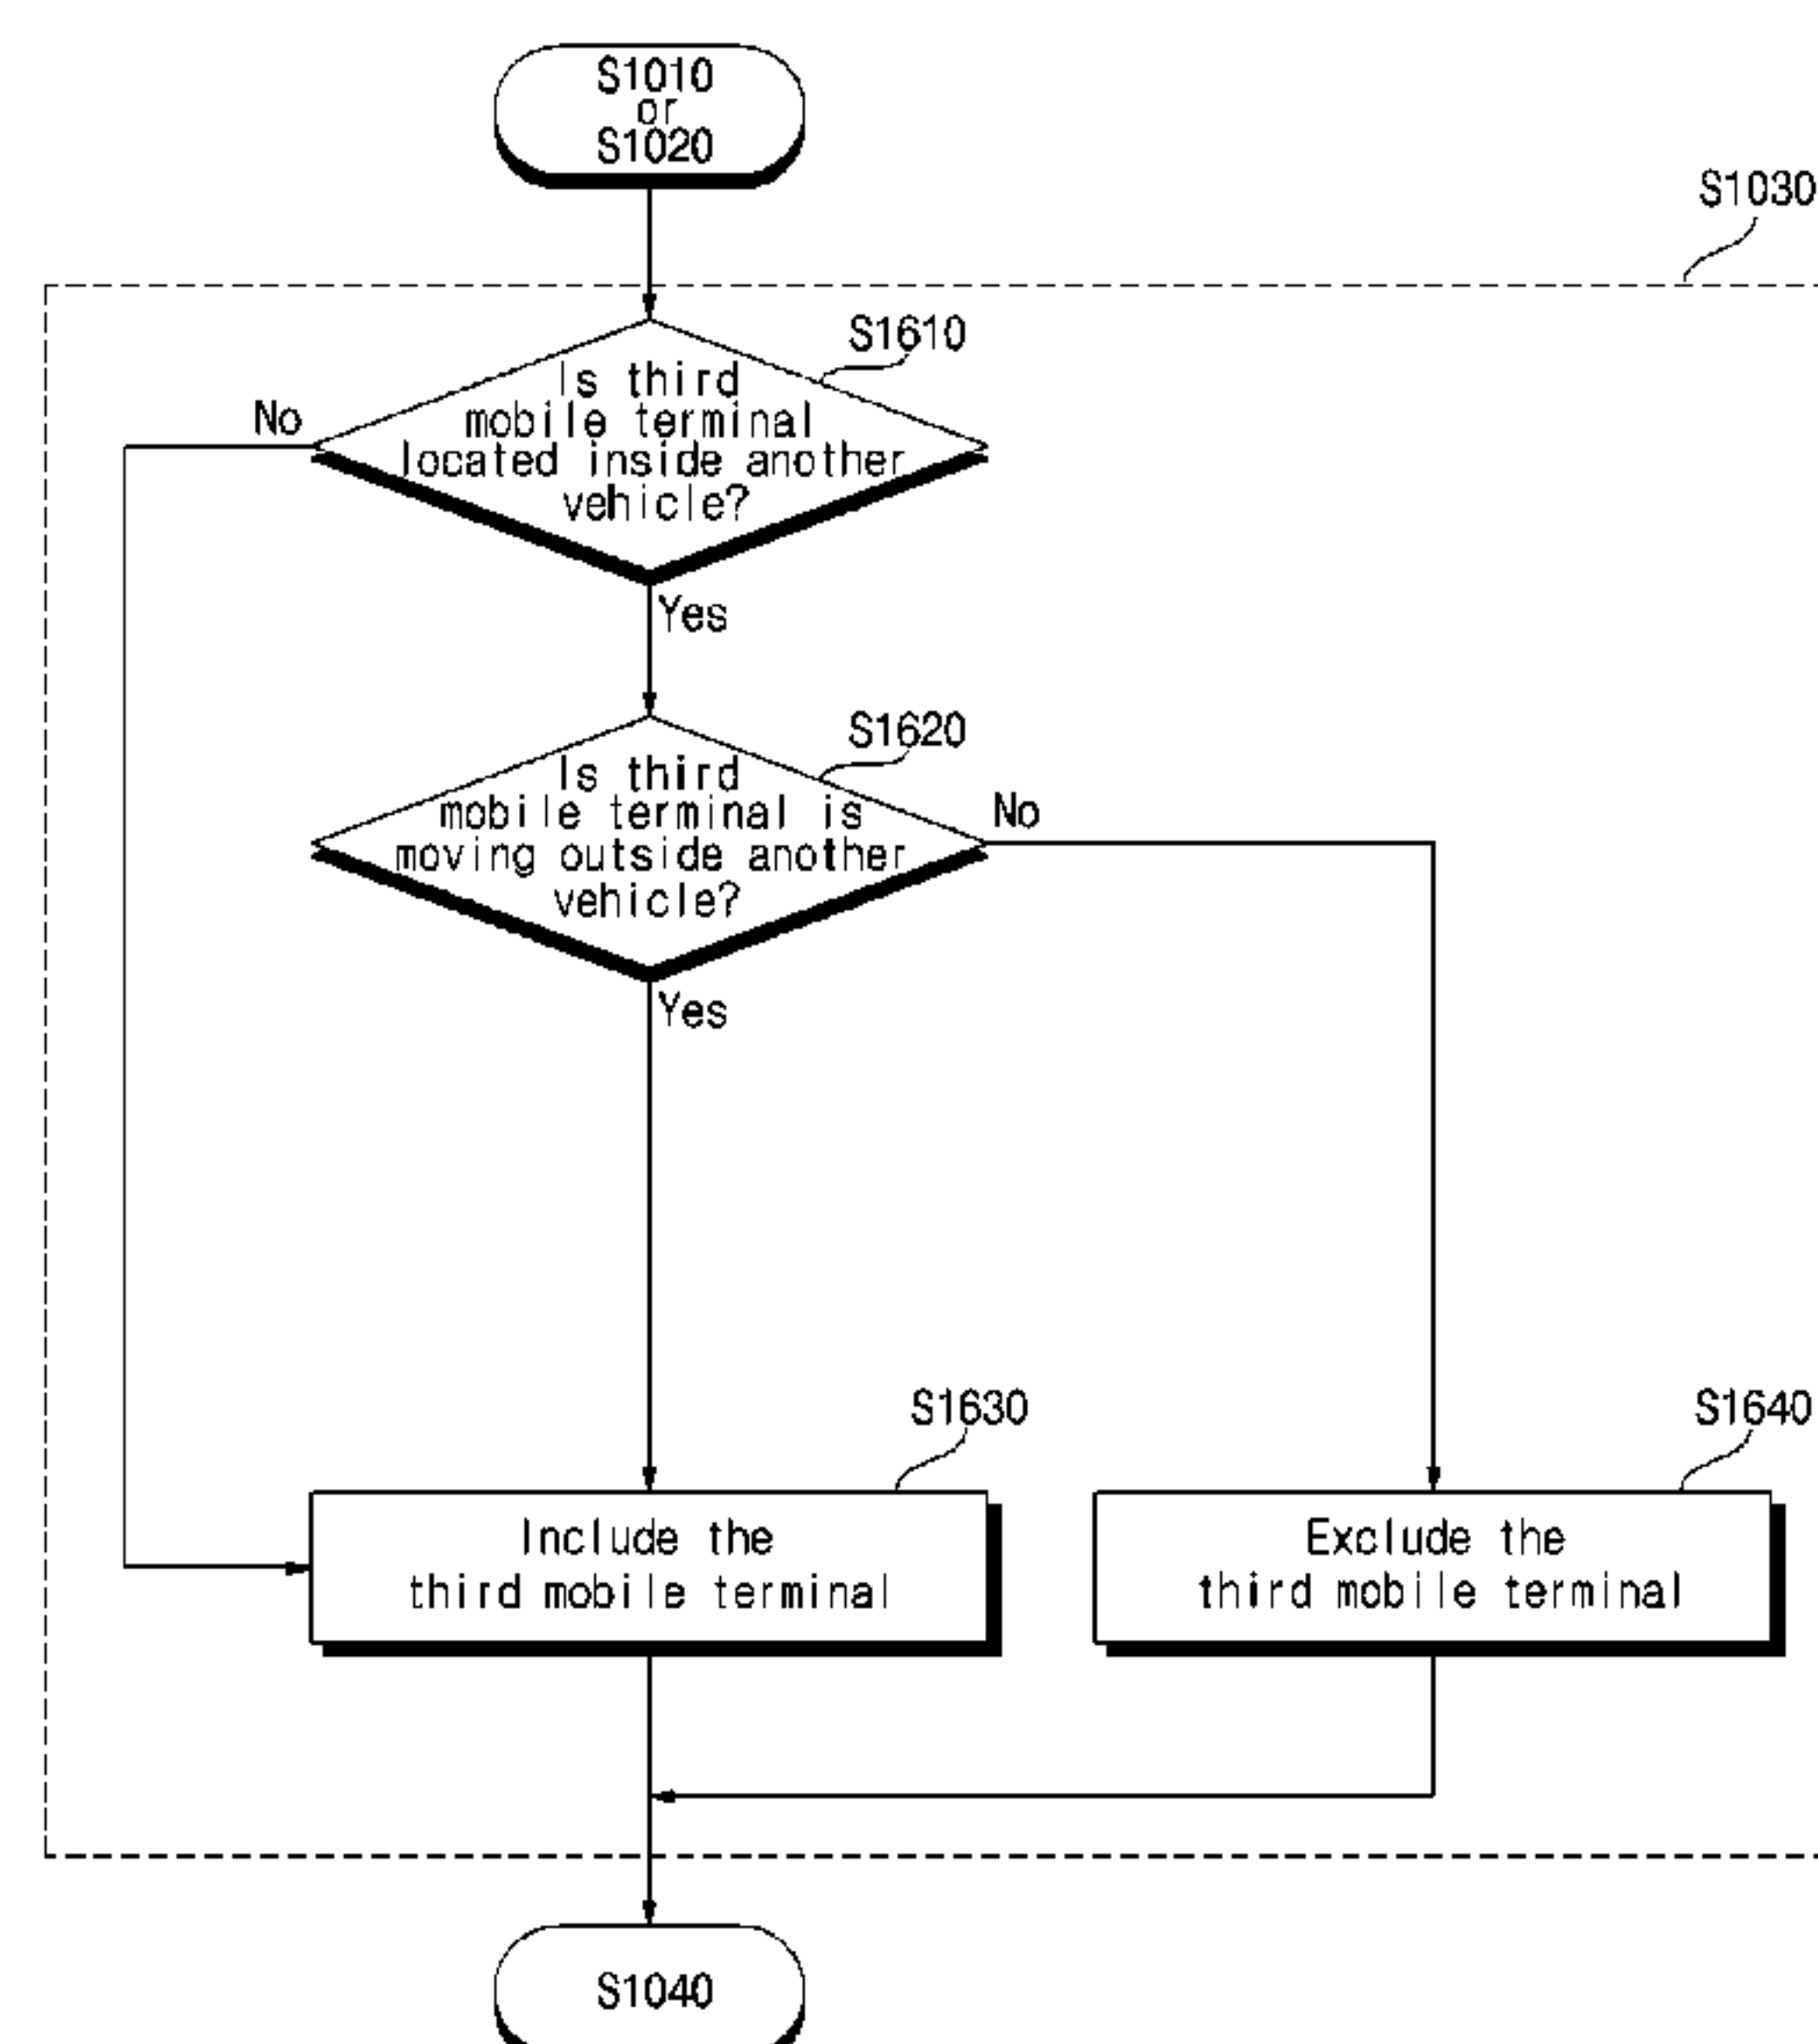 S1010
or
S1020
S1030
S1610
Is third
mobile terminal
located inside another
vehicle?
No
Yes
S1620
Is third
mobile terminal is
moving outside another
vehicle?
No
Yes
S1630
S1640
Include the
third mobile terminal
Exclude the
third mobile terminal
S1040